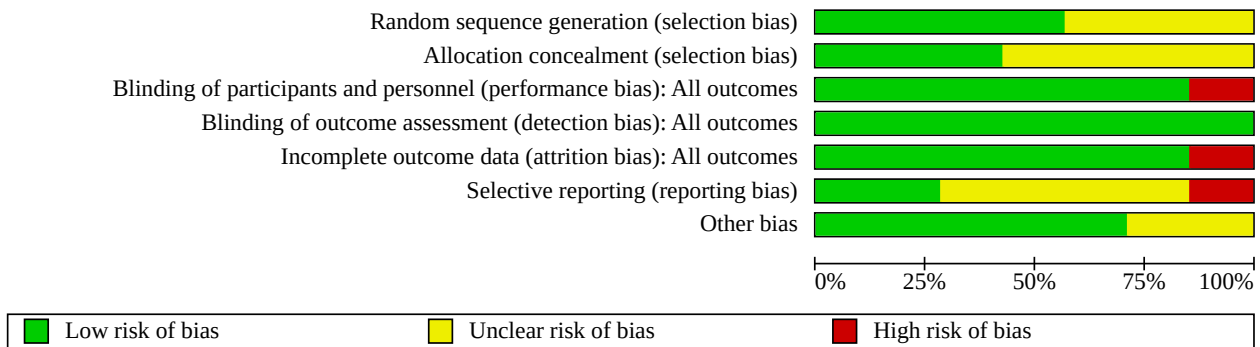 Random sequence generation (selection bias)
Allocation concealment (selection bias)
Blinding of participants and personnel (performance bias): All outcomes
Blinding of outcome assessment (detection bias): All outcomes
Incomplete outcome data (attrition bias): All outcomes
Selective reporting (reporting bias)
Other bias
0% 25% 50% 75% 100%
Low risk of bias Unclear risk of bias High risk of bias